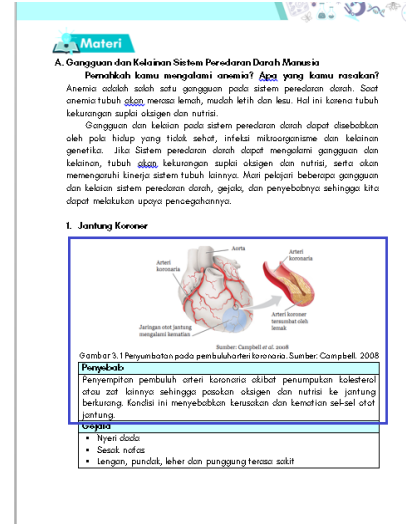 Materi
A. Gangguan dan Kelainan Sistem Peredaran Darah Manusia
Pernahkah kamu mengalami anemia? Apa yang kamu rasakan?
Anemia adalah salah satu gangguan pada sistem peredaran darah. Saat
anemia tubuh akan merasa lemah, mudah letih dan lesu. Hal ini karena tubuh
kekurangan suplai oksigen dan nutrisi.
Gangguan dan kelaian pada sistem peredaran darah dapat disebabkan
oleh pola hidup yang tidak sehat, infeksi mikroorganisme dan kelainan
genetika. Jika Sistem peredaran darah dapat mengalami gangguan dan
kelainan, tubuh akan kekurangan suplai oksigen dan nutrisi, serta akan
memengaruhi kinerja sistem tubuh lainnya. Mari pelajari beberapa gangguan
dan kelaian sistem peredaran darah, gejala, dan penyebabnya sehingga kita
dapat melakukan upaya pencegahannya.
1. Jantung Koroner
Aorta
Arteri
koronaria
Arteri
koronaria
Arteri koroner
tersumbat oleh
lemak
Jaringan otot jantung
mengalami kematian
Sumber: Campbell et al. 2008
Gambar 3.1 Penyumbatan pada pembuluh arteri koronaria. Sumber: Campbell. 2008
Penyebab
Penyempitan pembuluh arteri koronaria akibat penumpukan kolesterol
atau zat lainnya sehingga pasokan oksigen dan nutrisi ke jantung
berkurang. Kondisi ini menyebabkan kerusakan dan kematian sel-sel otot
jantung.
Gejala
• Nyeri dada
• Sesak nafas
• Lengan, pundak, leher dan punggung terasa sakit